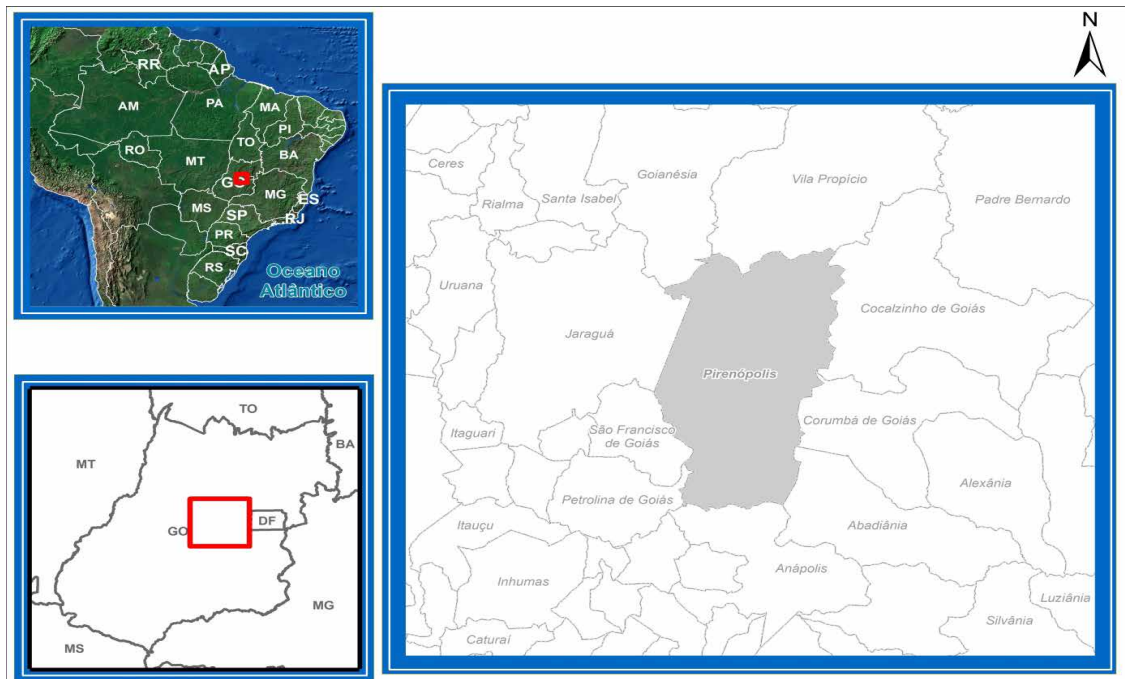 N
RR
AP
AM
PA
MA
PI
TO
RO
MT
BA
GO
MG
ES
MS
SP
RJ
PR
SC
RS
Oceano
Atlântico
TO
BA
MT
GO
DF
MG
MS
Goianésia
Vila Propício
Ceres
Padre Bernardo
Rialma
Santa Isabel
Uruana
Cocalzinho de Goiás
Jaraguá
Pirenópolis
Corumbá de Goiás
Itaguari
São Francisco
de Goiás
Alexânia
Petrolina de Goiás
Itauçu
Abadiânia
Inhumas
Anápolis
Luziânia
Silvânia
Caturaí